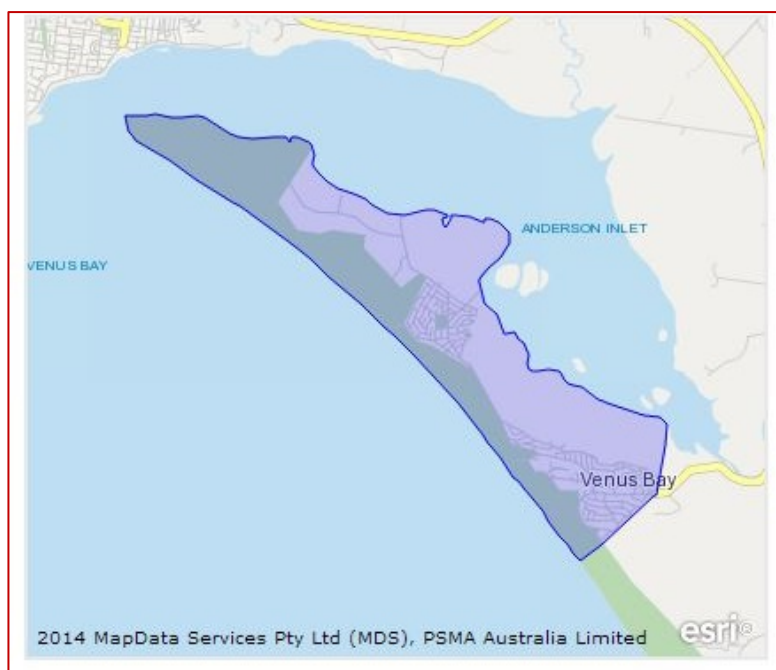 ANDERSON INLET
VENUS BAY
Venus Bay
2014 MapData Services Pty Ltd (MDS), PSMA Australia Limited
esri®